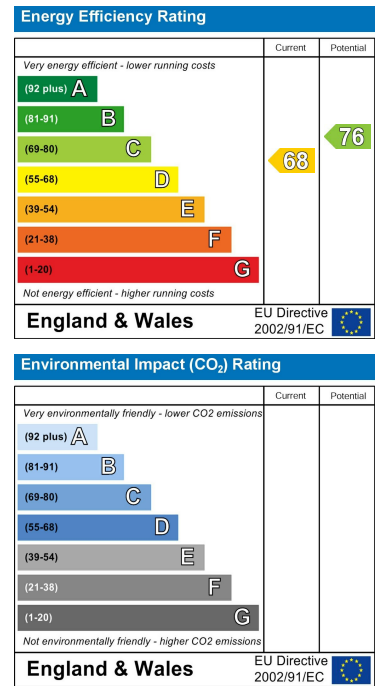 Energy Efficiency Rating
Current Potential
Very energy efficient - lower running costs
(92 plus) A
(81-91) B
(69-80) C
(55-68) D
(39-54) E
(21-38) F
(1-20) G
68
76
Not energy efficient - higher running costs
England & Wales
EU Directive
2002/91/EC
Environmental Impact (CO₂) Rating
Current Potential
Very environmentally friendly - lower CO2 emissions
(92 plus) A
(81-91) B
(69-80) C
(55-68) D
(39-54) E
(21-38) F
(1-20) G
Not environmentally friendly - higher CO2 emissions
England & Wales
EU Directive
2002/91/EC